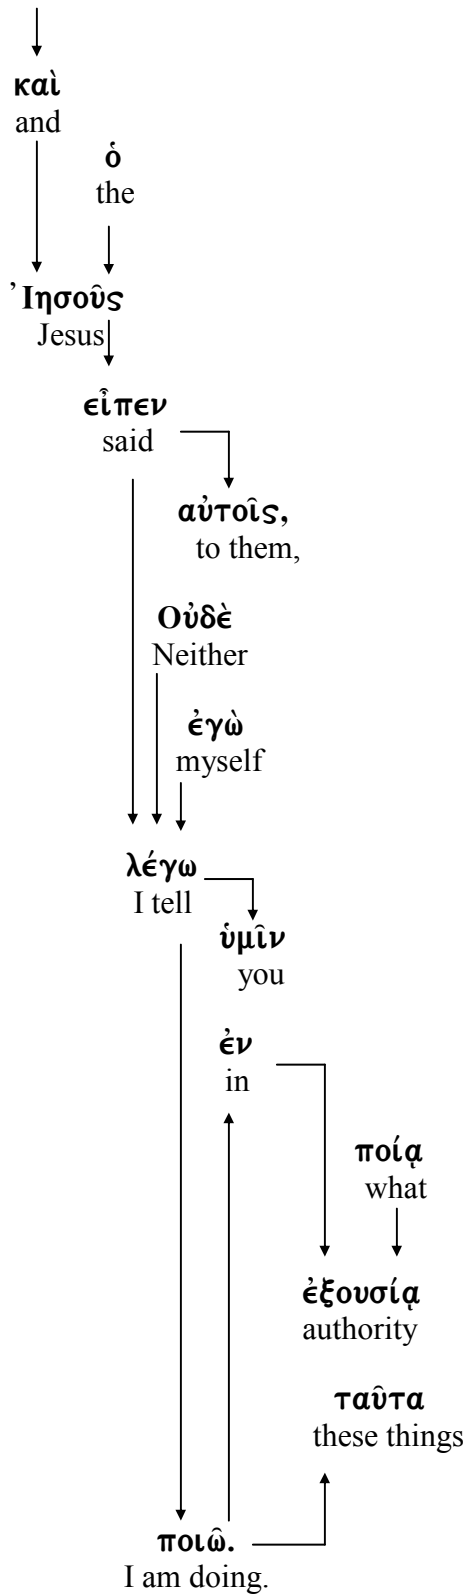 καὶ
and
ὁ
the
᾿Ιησοῦς
Jesus
εἶπεν
said
αὐτοῖς,
to them,
Οὐδὲ
Neither
ἐγὼ
myself
λέγω
I tell
ὑμῖν
you
ἐν
in
ποίᾳ
what
ἐξουσίᾳ
authority
ταῦτα
these things
ποιῶ.
I am doing.